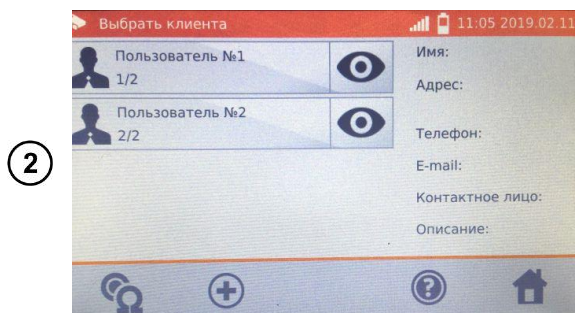 Выбрать клиента
11:05 2019.02.11
Пользователь №1
1/2
Пользователь №2
2/2
Имя:
Адрес:
Телефон:
E-mail:
Контактное лицо:
Описание:
2